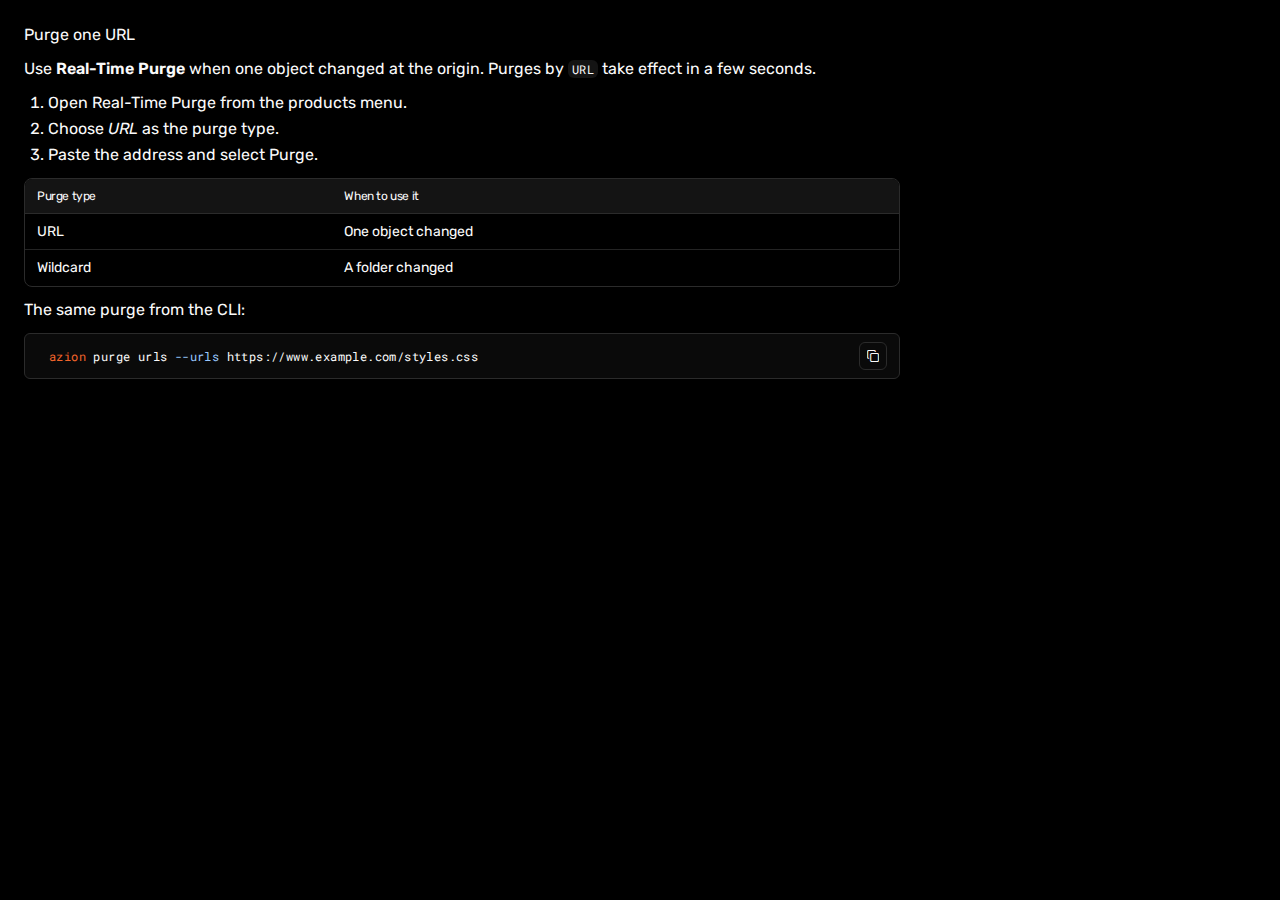 Purge one URL
Use Real-Time Purge when one object changed at the origin. Purges by URL take effect in a few seconds.
1. Open Real-Time Purge from the products menu.
2. Choose URL as the purge type.
3. Paste the address and select Purge.
Purge type When to use it
URL One object changed
Wildcard A folder changed
The same purge from the CLI:
azion purge urls --urls https://www.example.com/styles.css